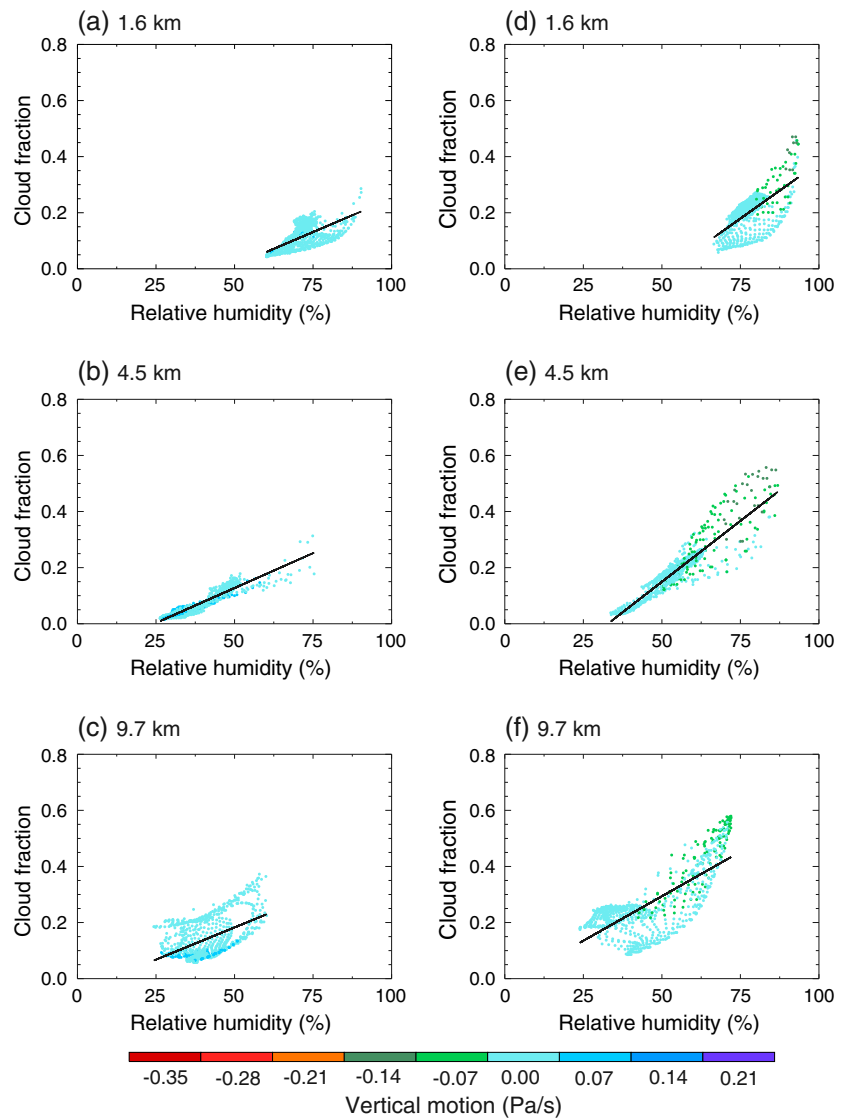 (a) 1.6 km
0.8
0.6
0.4
0.2
0.0
Cloud fraction
0 25 50 75 100
Relative humidity (%)
(d) 1.6 km
0.8
0.6
0.4
0.2
0.0
Cloud fraction
0 25 50 75 100
Relative humidity (%)
(b) 4.5 km
0.8
0.6
0.4
0.2
0.0
Cloud fraction
0 25 50 75 100
Relative humidity (%)
(e) 4.5 km
0.8
0.6
0.4
0.2
0.0
Cloud fraction
0 25 50 75 100
Relative humidity (%)
(c) 9.7 km
0.8
0.6
0.4
0.2
0.0
Cloud fraction
0 25 50 75 100
Relative humidity (%)
(f) 9.7 km
0.8
0.6
0.4
0.2
0.0
Cloud fraction
0 25 50 75 100
Relative humidity (%)
-0.35 -0.28 -0.21 -0.14 -0.07 0.00 0.07 0.14 0.21
Vertical motion (Pa/s)